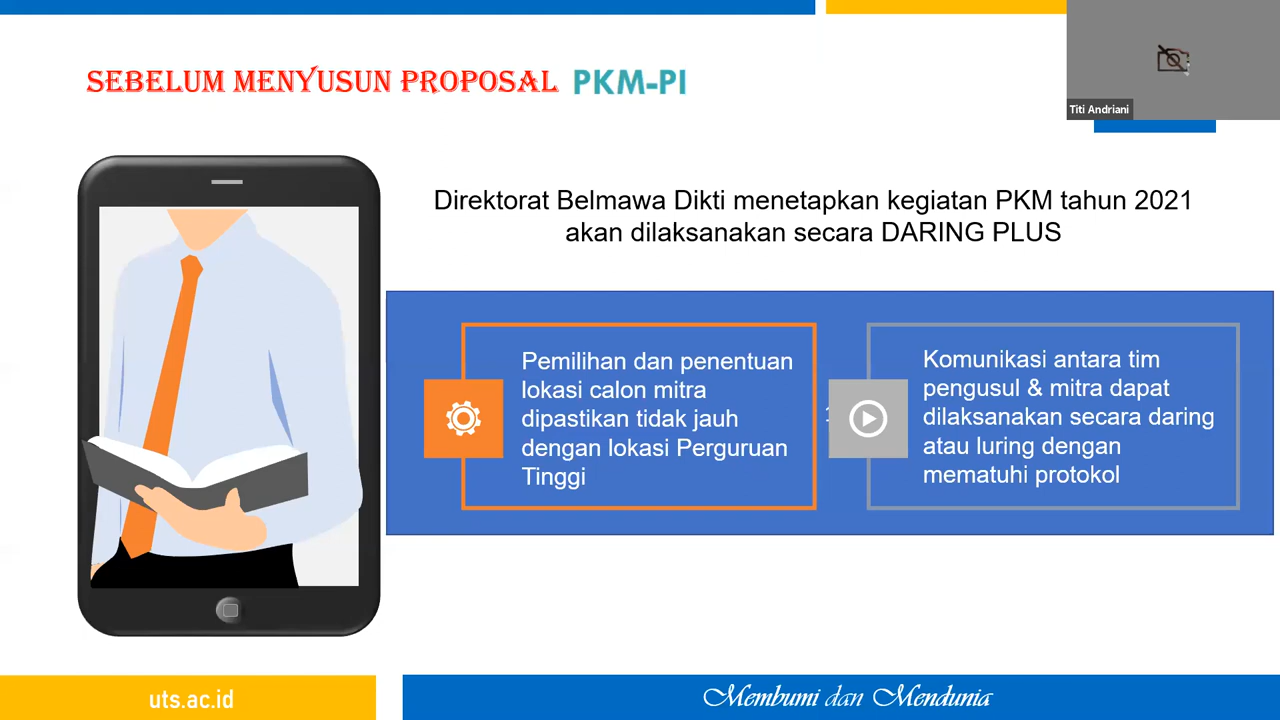 SEBELUM MENYUSUN PROPOSAL PKM-PI
Titi Andriani
Direktorat Belmawa Dikti menetapkan kegiatan PKM tahun 2021
akan dilaksanakan secara DARING PLUS
Pemilihan dan penentuan
lokasi calon mitra
dipastikan tidak jauh
dengan lokasi Perguruan
Tinggi
Komunikasi antara tim
pengusul & mitra dapat
dilaksanakan secara daring
atau luring dengan
mematuhi protokol
uts.ac.id
Membumi dan Mendunia